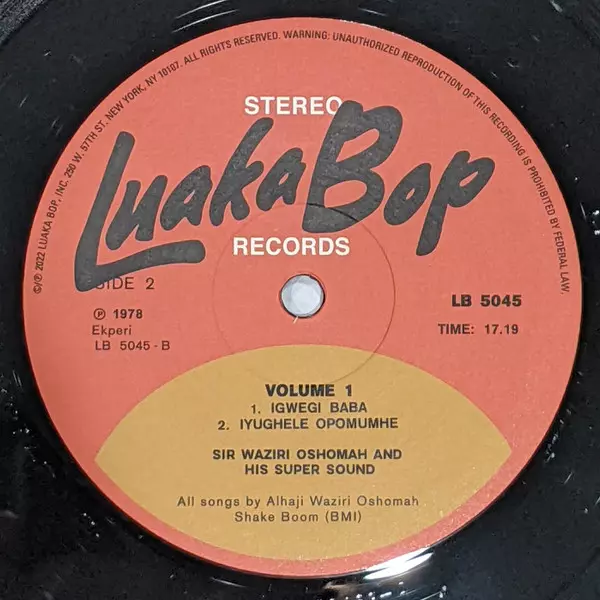 ©/℗ 2022 LUAKA BOP, INC. 250 W. 57TH ST. NEW YORK, NY 10107. ALL RIGHTS RESERVED. WARNING: UNAUTHORIZED REPRODUCTION OF THIS RECORDING IS PROHIBITED BY FEDERAL LAW.
STEREO
Luaka Bop
RECORDS
SIDE 2
℗ 1978
Ekperi
LB 5045-B
LB 5045
TIME: 17.19
VOLUME 1
1. IGWEGI BABA
2. IYUGHELE OPOMUMHE
SIR WAZIRI OSHOMAH AND
HIS SUPER SOUND
All songs by Alhaji Waziri Oshomah
Shake Boom (BMI)